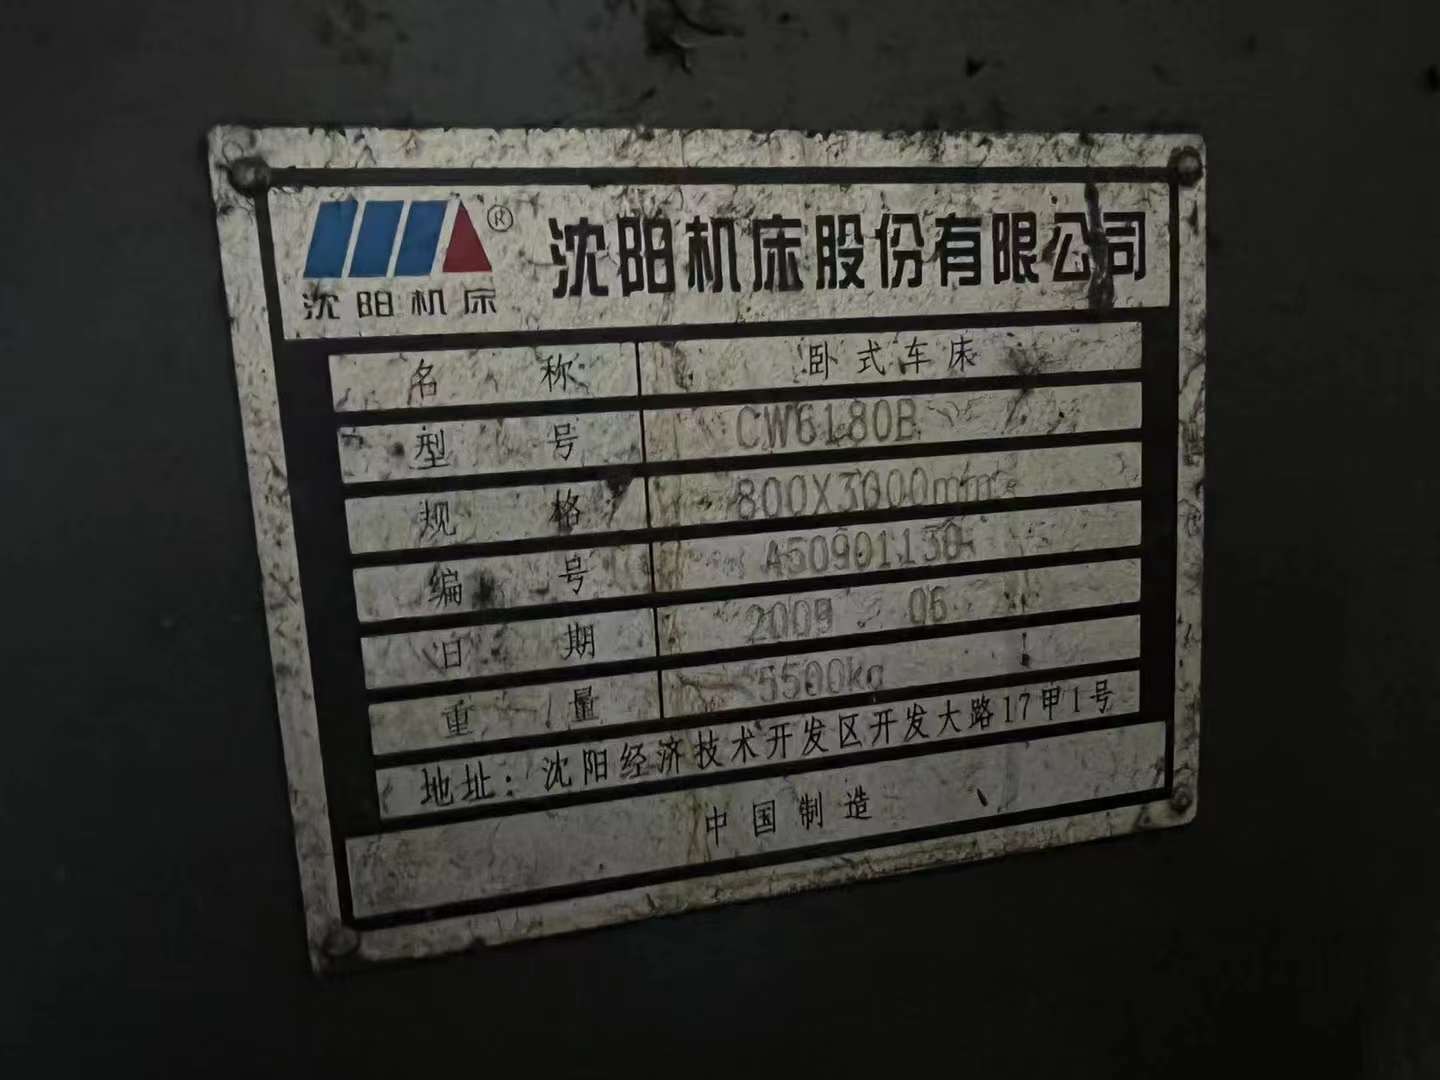 沈阳机床 ®
沈阳机床股份有限公司
名称 卧式车床
型号 CW6180B
规格 800X3000mm
编号 A50901130
日期 2009.06
重量 5500kg
地址：沈阳经济技术开发区开发大路17甲1号
中国制造